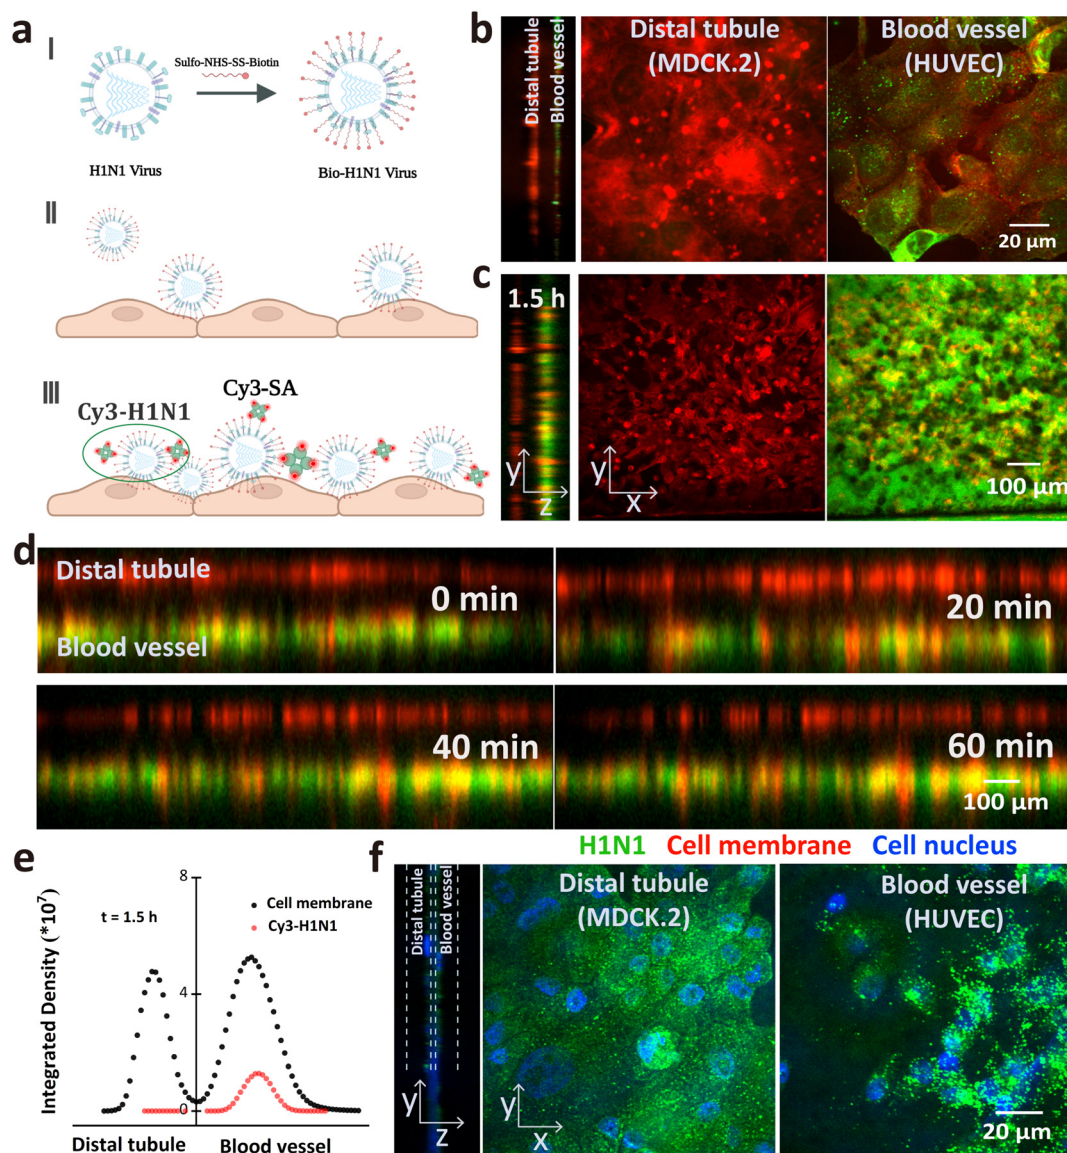 a
I
Sulfo-NHS-SS-Biotin
H1N1 Virus
Bio-H1N1 Virus
II
III
Cy3-SA
Cy3-H1N1
b
Distal tubule
Blood vessel
Distal tubule
(MDCK.2)
Blood vessel
(HUVEC)
20 μm
c
1.5 h
y
z
y
x
100 μm
d
Distal tubule
Blood vessel
0 min
20 min
40 min
60 min
100 μm
e
Integrated Density (*10⁷)
8
4
0
t = 1.5 h
Cell membrane
Cy3-H1N1
Distal tubule
Blood vessel
H1N1 Cell membrane Cell nucleus
f
Distal tubule
Blood vessel
y
z
Distal tubule
(MDCK.2)
y
x
Blood vessel
(HUVEC)
20 μm